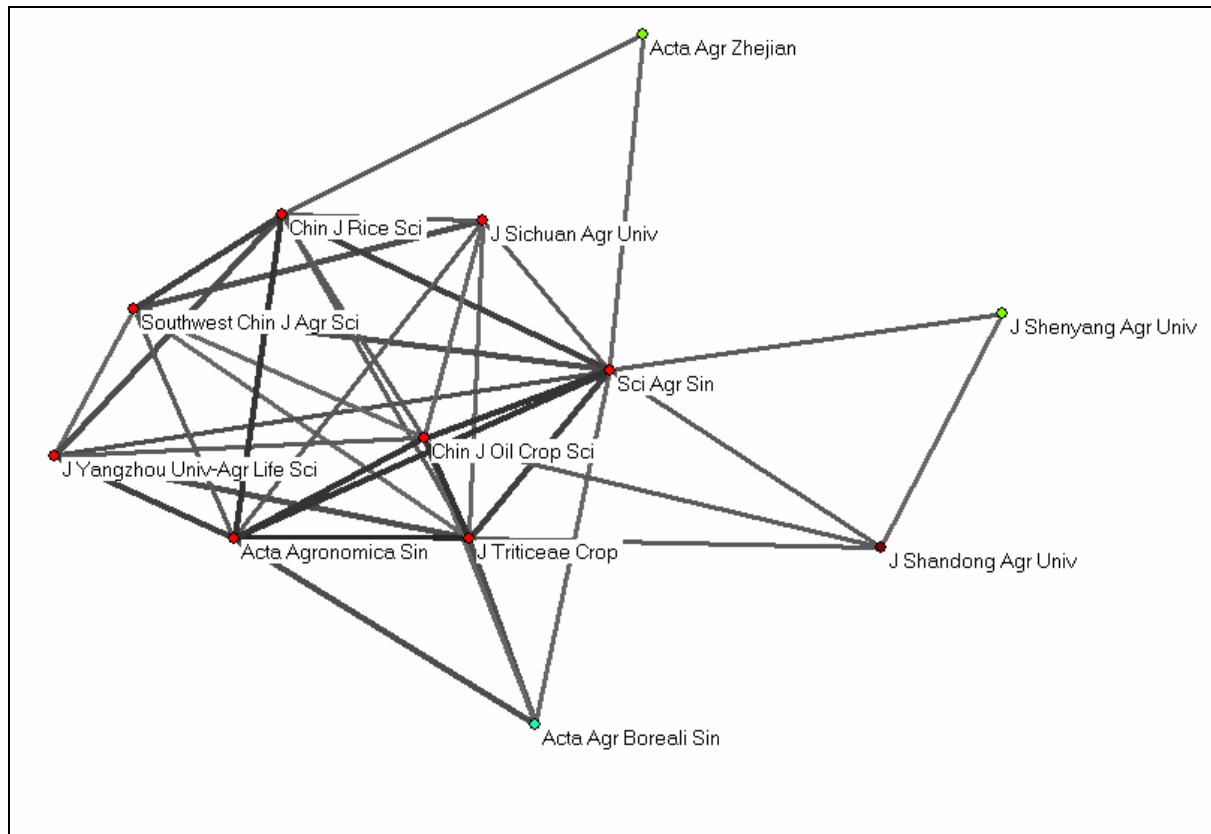 Acta Agr Zhejian
Chin J Rice Sci
J Sichuan Agr Univ
Southwest Chin J Agr Sci
J Shenyang Agr Univ
Sci Agr Sin
Chin J Oil Crop Sci
J Yangzhou Univ-Agr Life Sci
Acta Agronomica Sin
J Triticeae Crop
J Shandong Agr Univ
Acta Agr Boreali Sin